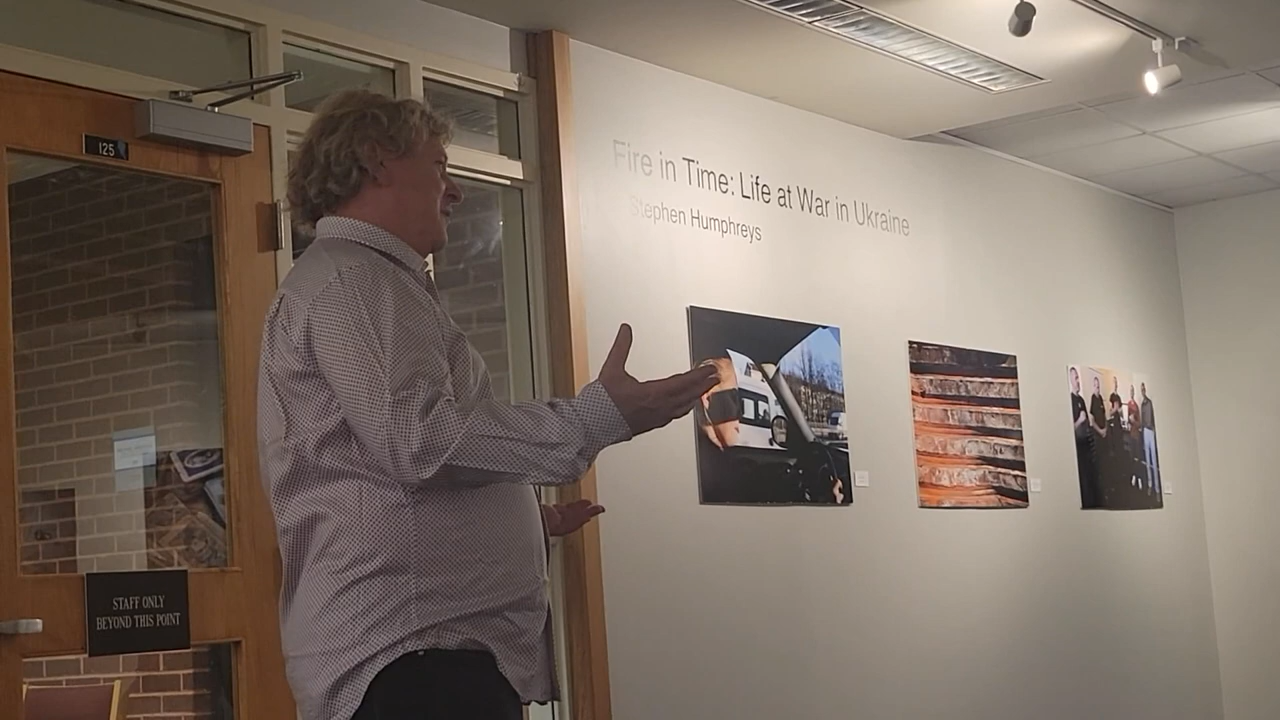 125
Fire in Time: Life at War in Ukraine
Stephen Humphreys
STAFF ONLY
BEYOND THIS POINT